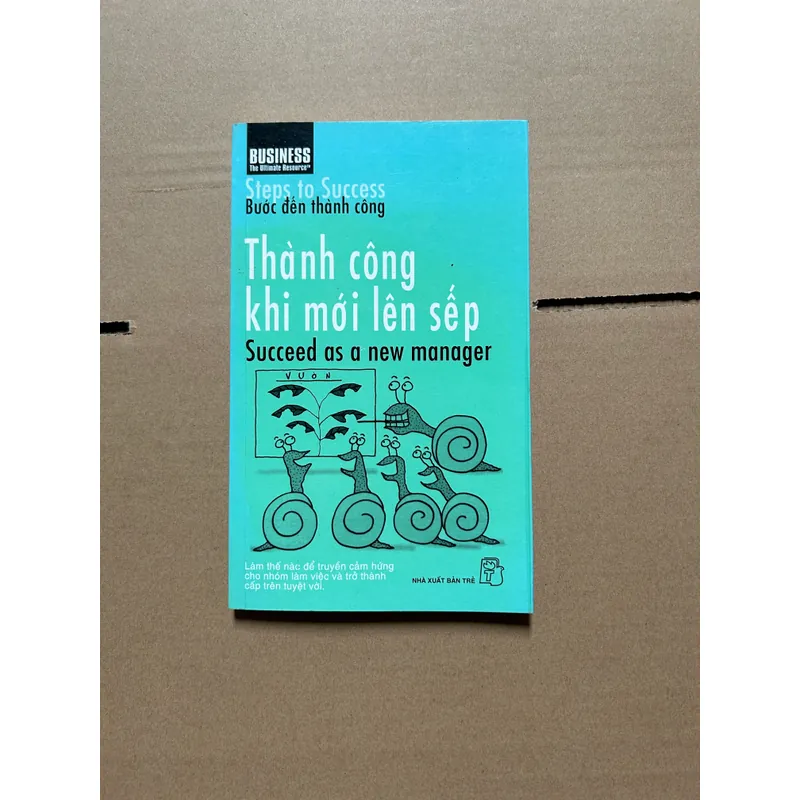 BUSINESS
The Ultimate Resource™
Steps to Success
Bước đến thành công
Thành công
khi mới lên sếp
Succeed as a new manager
VƯỜN
Làm thế nào để truyền cảm hứng
cho nhóm làm việc và trở thành
cấp trên tuyệt vời.
NHÀ XUẤT BẢN TRẺ
T